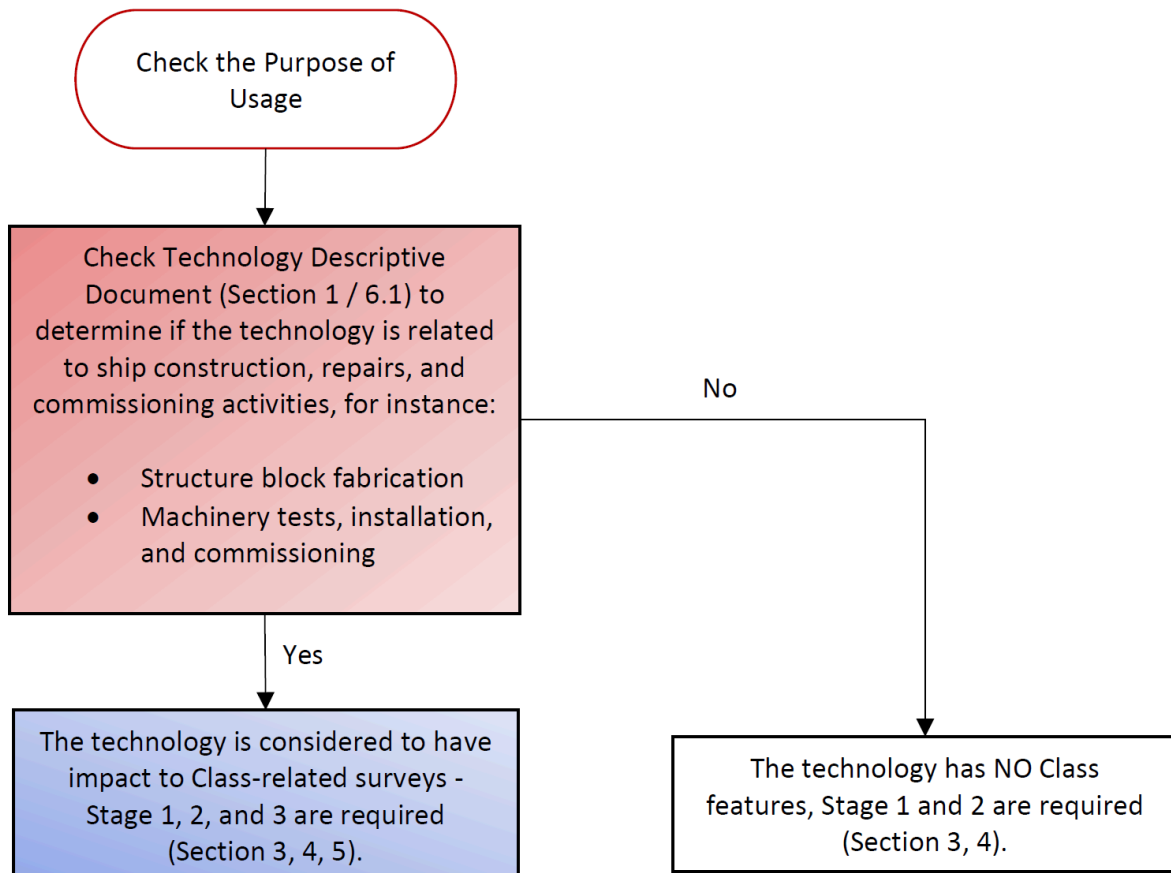 Check the Purpose of
Usage
Check Technology Descriptive
Document (Section 1 / 6.1) to
determine if the technology is related
to ship construction, repairs, and
commissioning activities, for instance:
• Structure block fabrication
• Machinery tests, installation,
and commissioning
No
Yes
The technology is considered to have
impact to Class-related surveys -
Stage 1, 2, and 3 are required
(Section 3, 4, 5).
The technology has NO Class
features, Stage 1 and 2 are required
(Section 3, 4).